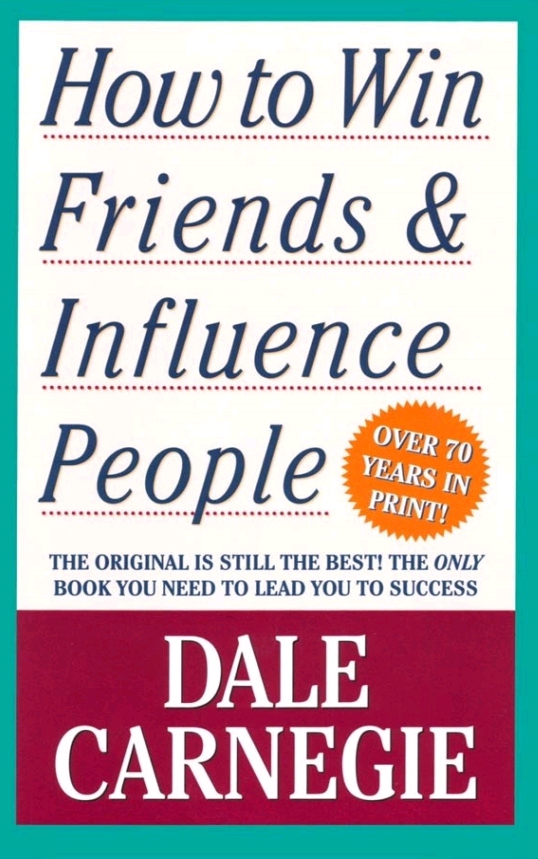 How to Win
Friends &
Influence
People
OVER 70
YEARS IN
PRINT!
THE ORIGINAL IS STILL THE BEST! THE ONLY
BOOK YOU NEED TO LEAD YOU TO SUCCESS
DALE
CARNEGIE